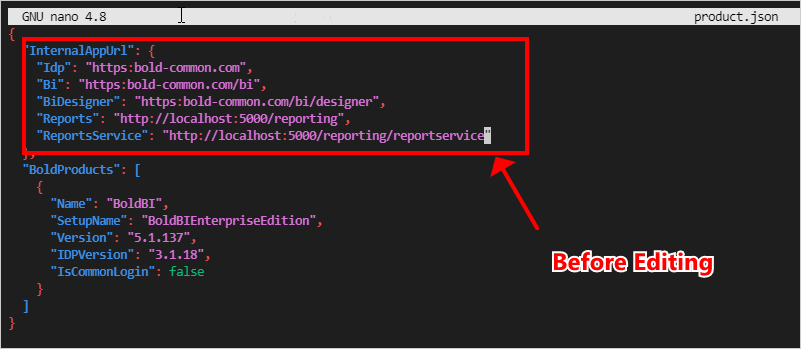 GNU nano 4.8 product.json
{
"InternalAppUrl": {
"Idp": "https:bold-common.com",
"Bi": "https:bold-common.com/bi",
"BiDesigner": "https:bold-common.com/bi/designer",
"Reports": "http://localhost:5000/reporting",
"ReportsService": "http://localhost:5000/reporting/reportservice"
},
"BoldProducts": [
{
"Name": "BoldBI",
"SetupName": "BoldBIEnterpriseEdition",
"Version": "5.1.137",
"IDPVersion": "3.1.18",
"IsCommonLogin": false
}
]
}
Before Editing